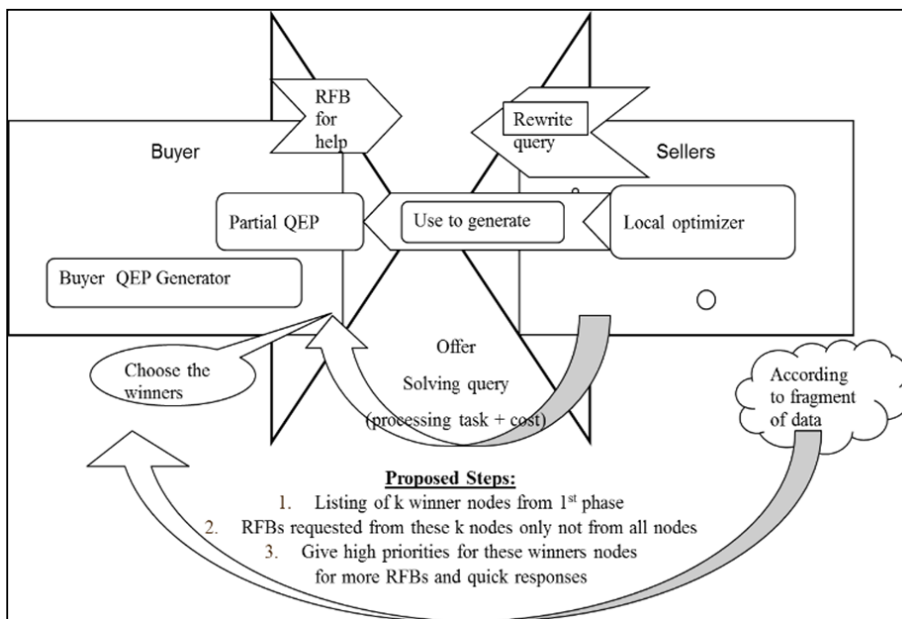 RFB
for
help
Rewrite
query
Buyer
Sellers
Partial QEP
Use to generate
Local optimizer
Buyer QEP Generator
Choose the
winners
Offer
Solving query
(processing task + cost)
According
to fragment
of data
Proposed Steps:
1. Listing of k winner nodes from 1st phase
2. RFBs requested from these k nodes only not from all nodes
3. Give high priorities for these winners nodes
for more RFBs and quick responses